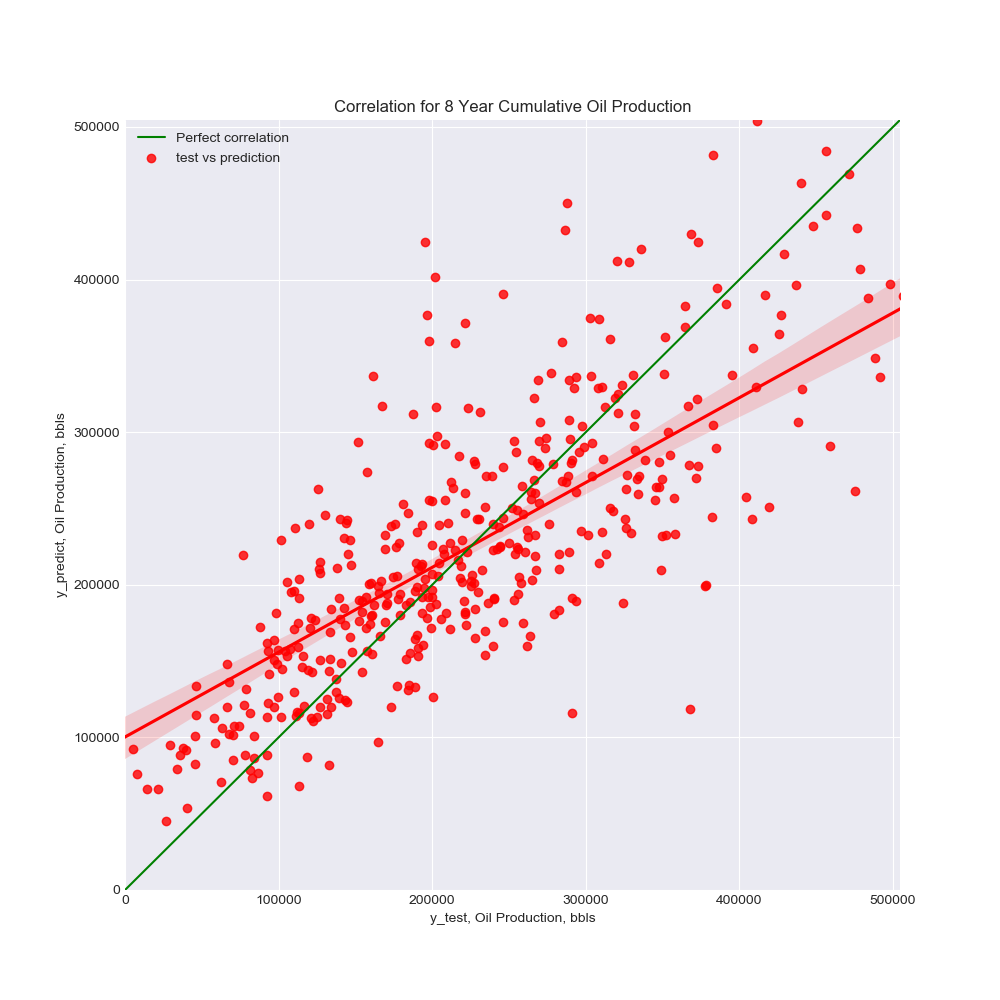 Correlation for 8 Year Cumulative Oil Production
Perfect correlation
test vs prediction
500000
400000
300000
200000
100000
0
y_predict, Oil Production, bbls
0 100000 200000 300000 400000 500000
y_test, Oil Production, bbls